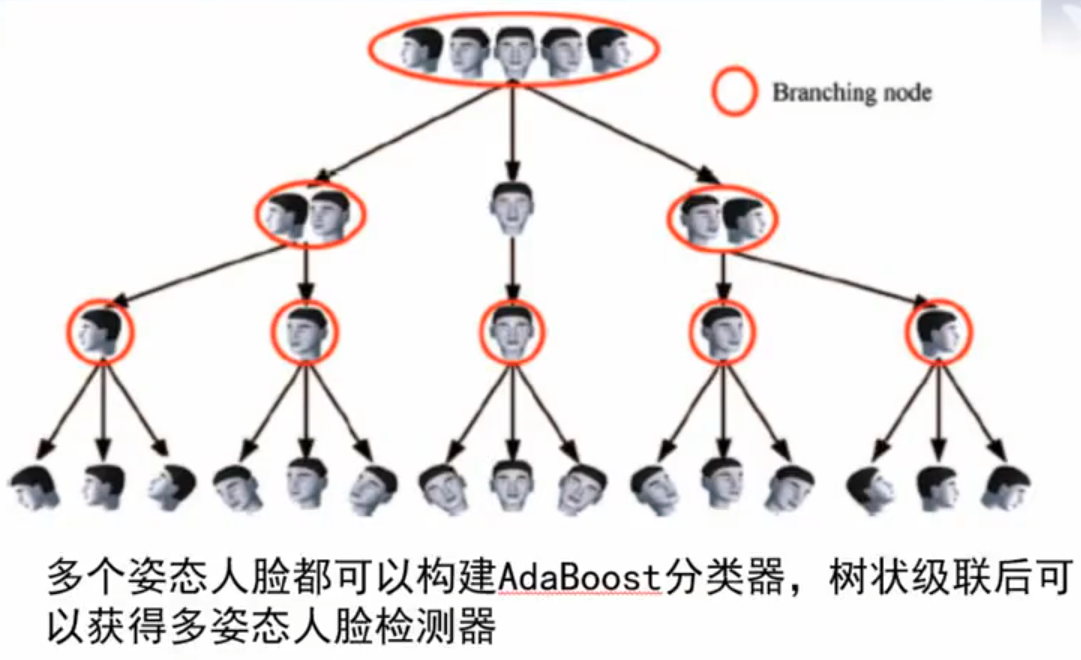 Branching node
多个姿态人脸都可以构建AdaBoost分类器，树状级联后可
以获得多姿态人脸检测器